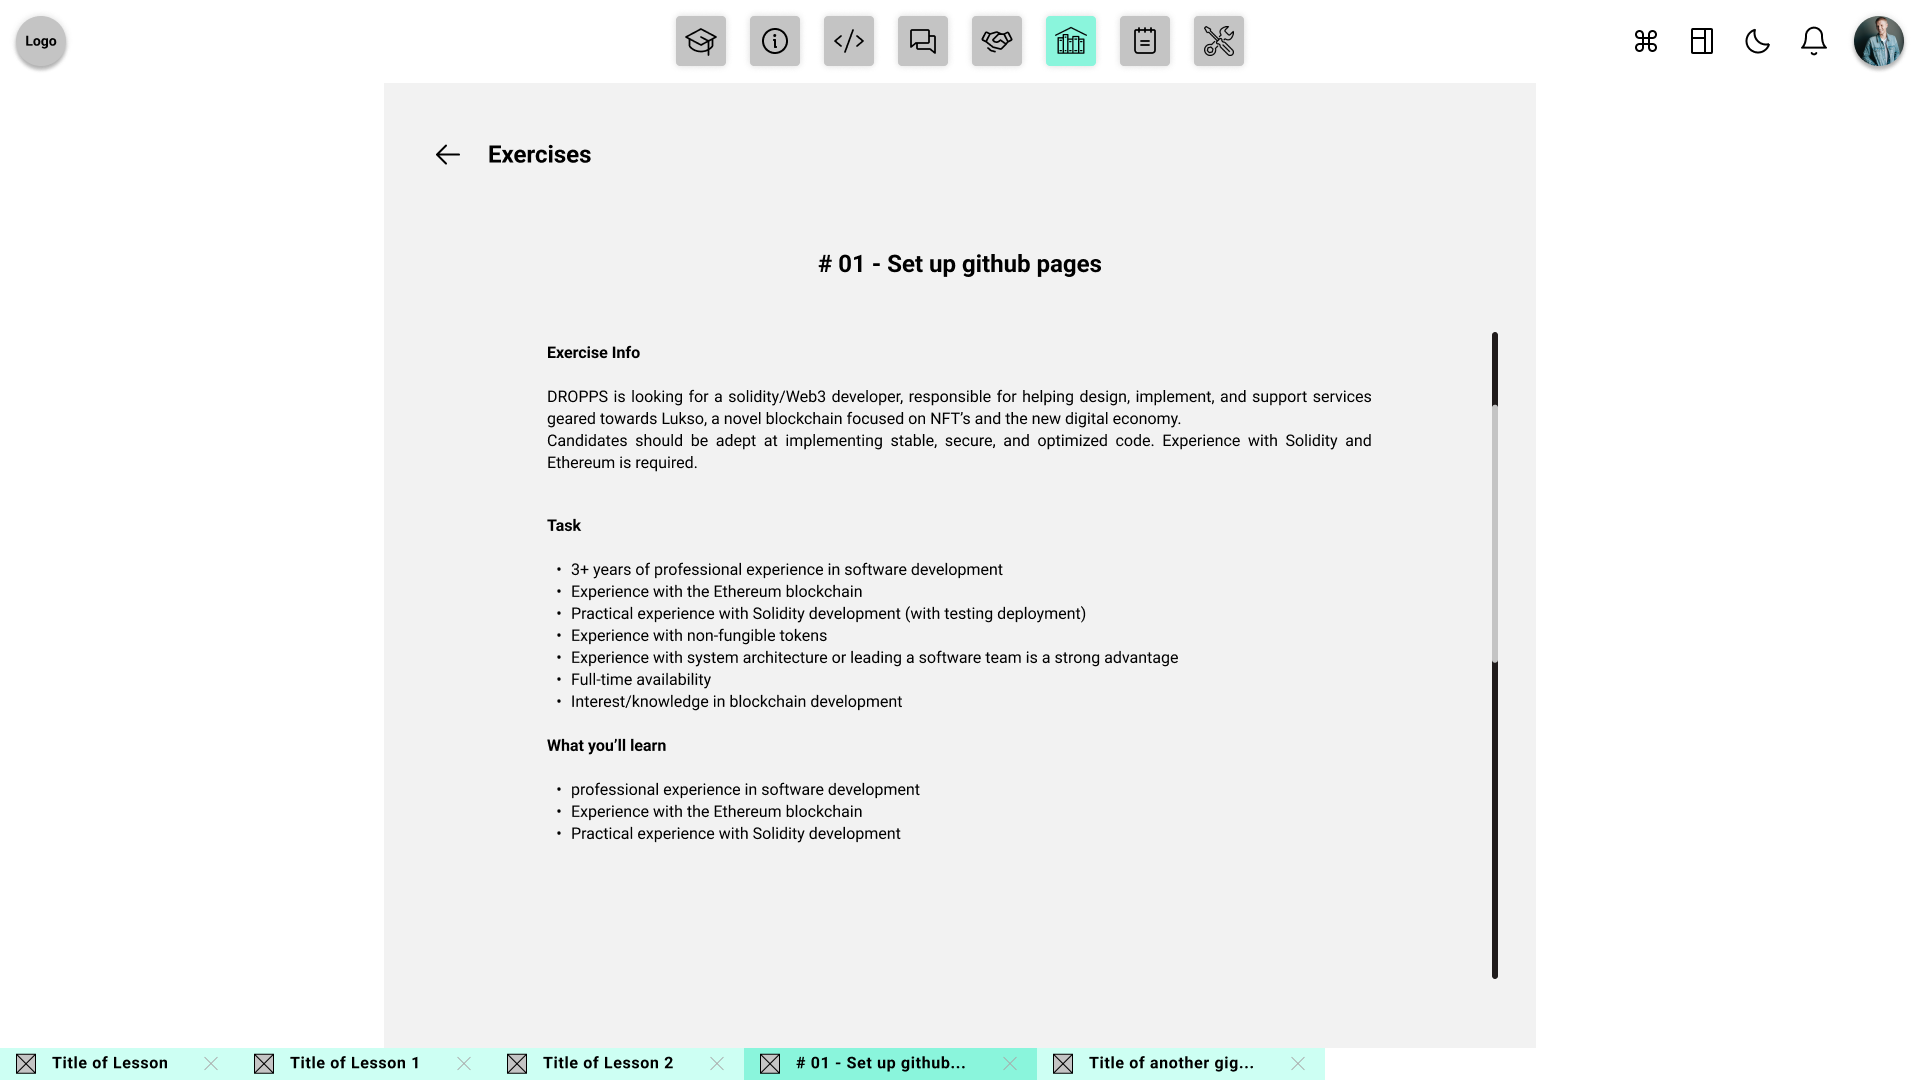 Logo
Exercises
# 01 - Set up github pages
Exercise Info
DROPPS is looking for a solidity/Web3 developer, responsible for helping design, implement, and support services
geared towards Lukso, a novel blockchain focused on NFT’s and the new digital economy.
Candidates should be adept at implementing stable, secure, and optimized code. Experience with Solidity and
Ethereum is required.
Task
• 3+ years of professional experience in software development
• Experience with the Ethereum blockchain
• Practical experience with Solidity development (with testing deployment)
• Experience with non-fungible tokens
• Experience with system architecture or leading a software team is a strong advantage
• Full-time availability
• Interest/knowledge in blockchain development
What you’ll learn
• professional experience in software development
• Experience with the Ethereum blockchain
• Practical experience with Solidity development
Title of Lesson
Title of Lesson 1
Title of Lesson 2
# 01 - Set up github...
Title of another gig...